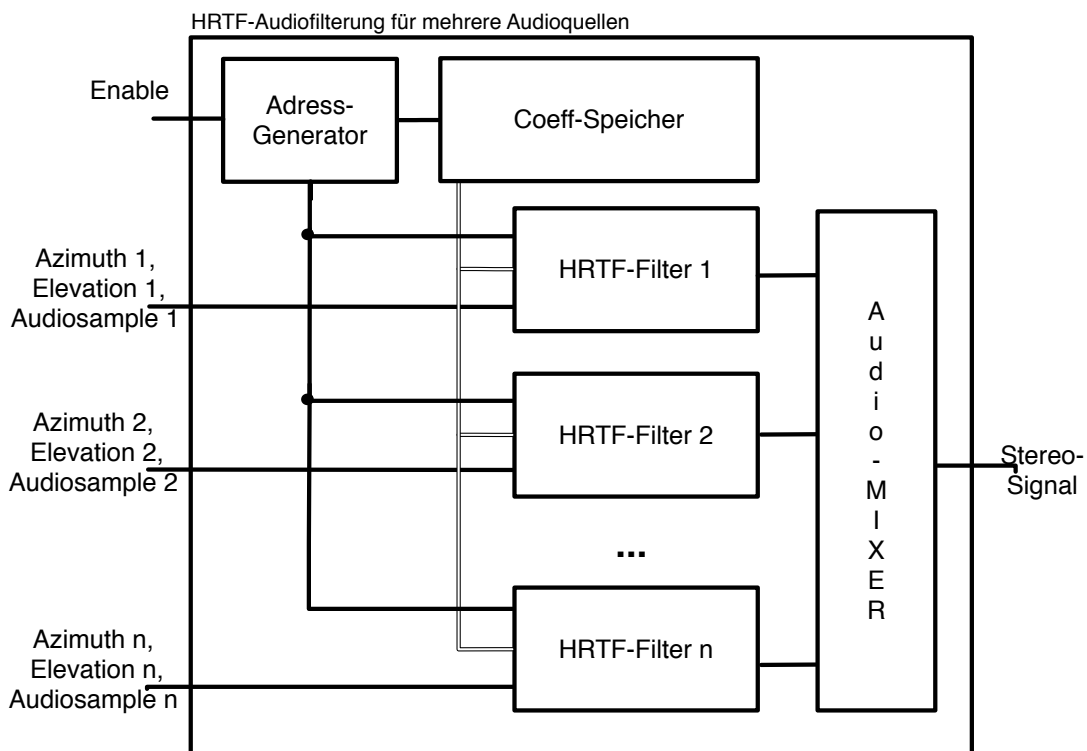 HRTF-Audiofilterung für mehrere Audioquellen
Enable
Adress-
Generator
Coeff-Speicher
Azimuth 1,
Elevation 1,
Audiosample 1
HRTF-Filter 1
Azimuth 2,
Elevation 2,
Audiosample 2
HRTF-Filter 2
...
Azimuth n,
Elevation n,
Audiosample n
HRTF-Filter n
A
u
d
i
o
-
M
I
X
E
R
Stereo-
Signal